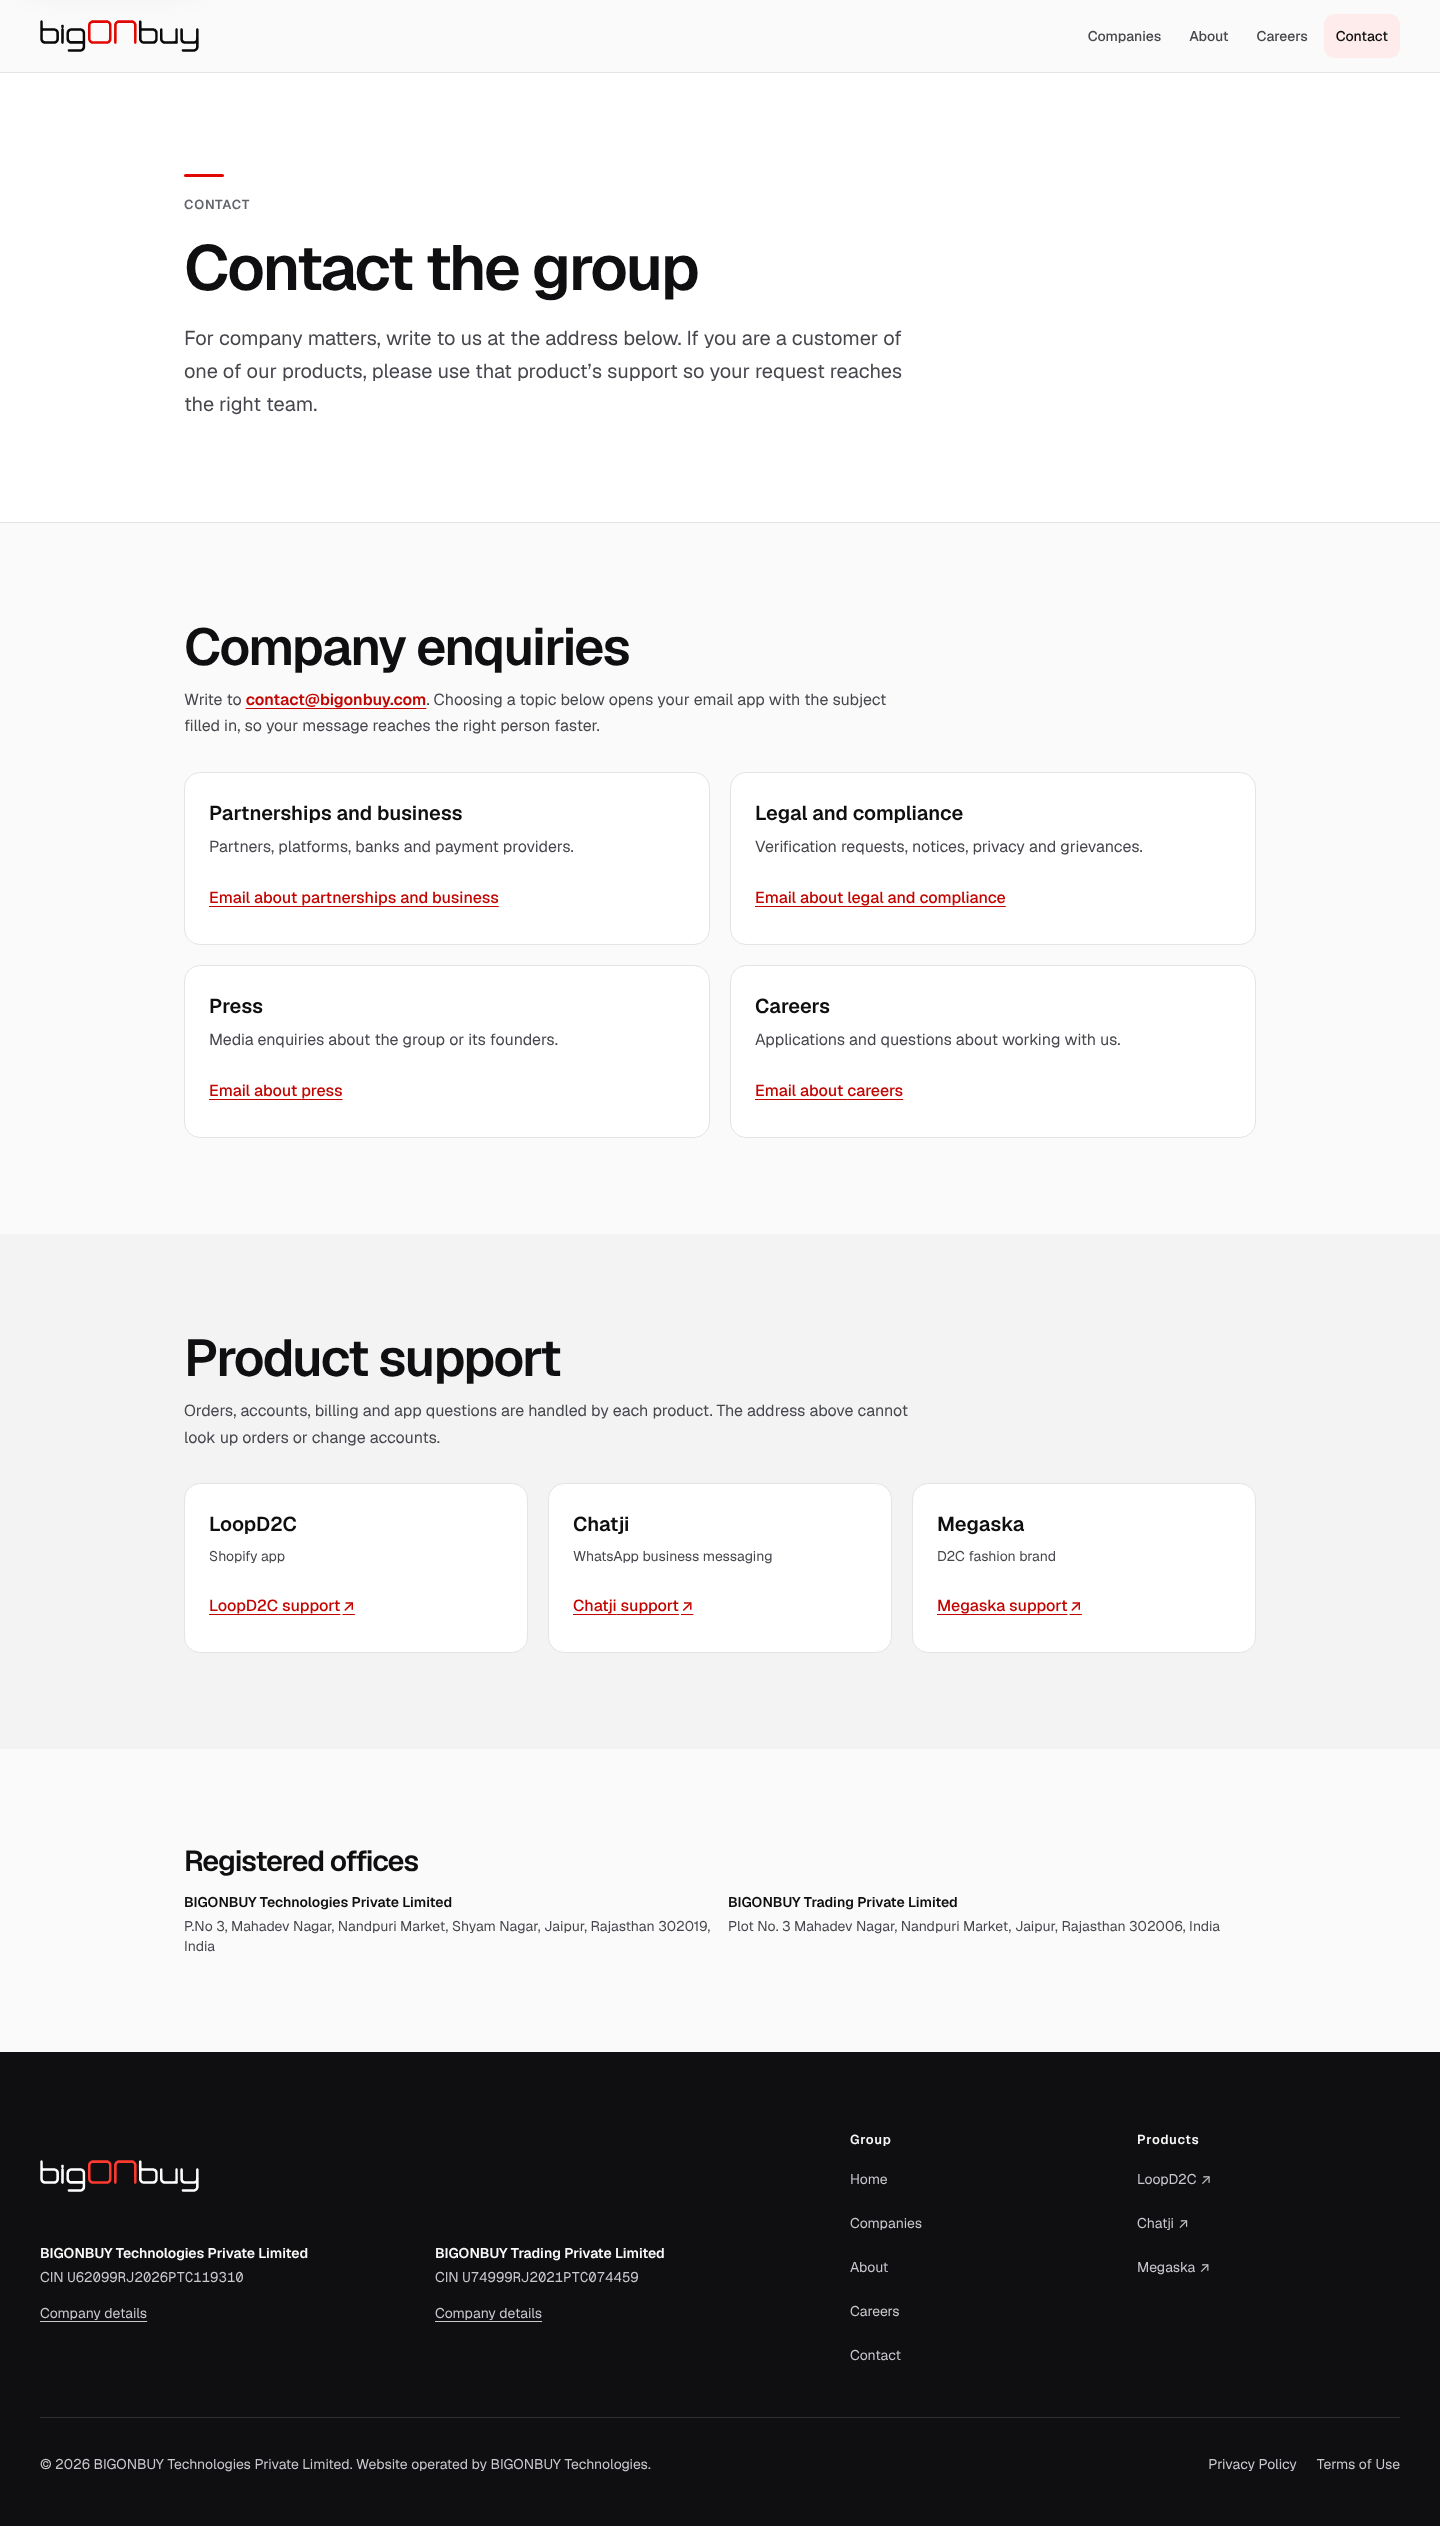 bigONbuy
Companies
About
Careers
Contact
CONTACT
Contact the group
For company matters, write to us at the address below. If you are a customer of
one of our products, please use that product’s support so your request reaches
the right team.
Company enquiries
Write to contact@bigonbuy.com. Choosing a topic below opens your email app with the subject
filled in, so your message reaches the right person faster.
Partnerships and business
Partners, platforms, banks and payment providers.
Email about partnerships and business
Legal and compliance
Verification requests, notices, privacy and grievances.
Email about legal and compliance
Press
Media enquiries about the group or its founders.
Email about press
Careers
Applications and questions about working with us.
Email about careers
Product support
Orders, accounts, billing and app questions are handled by each product. The address above cannot
look up orders or change accounts.
LoopD2C
Shopify app
LoopD2C support ↗
Chatji
WhatsApp business messaging
Chatji support ↗
Megaska
D2C fashion brand
Megaska support ↗
Registered offices
BIGONBUY Technologies Private Limited
P.No 3, Mahadev Nagar, Nandpuri Market, Shyam Nagar, Jaipur, Rajasthan 302019,
India
BIGONBUY Trading Private Limited
Plot No. 3 Mahadev Nagar, Nandpuri Market, Jaipur, Rajasthan 302006, India
bigONbuy
BIGONBUY Technologies Private Limited
CIN U62099RJ2026PTC119310
Company details
BIGONBUY Trading Private Limited
CIN U74999RJ2021PTC074459
Company details
Group
Home
Companies
About
Careers
Contact
Products
LoopD2C ↗
Chatji ↗
Megaska ↗
© 2026 BIGONBUY Technologies Private Limited. Website operated by BIGONBUY Technologies.
Privacy Policy
Terms of Use